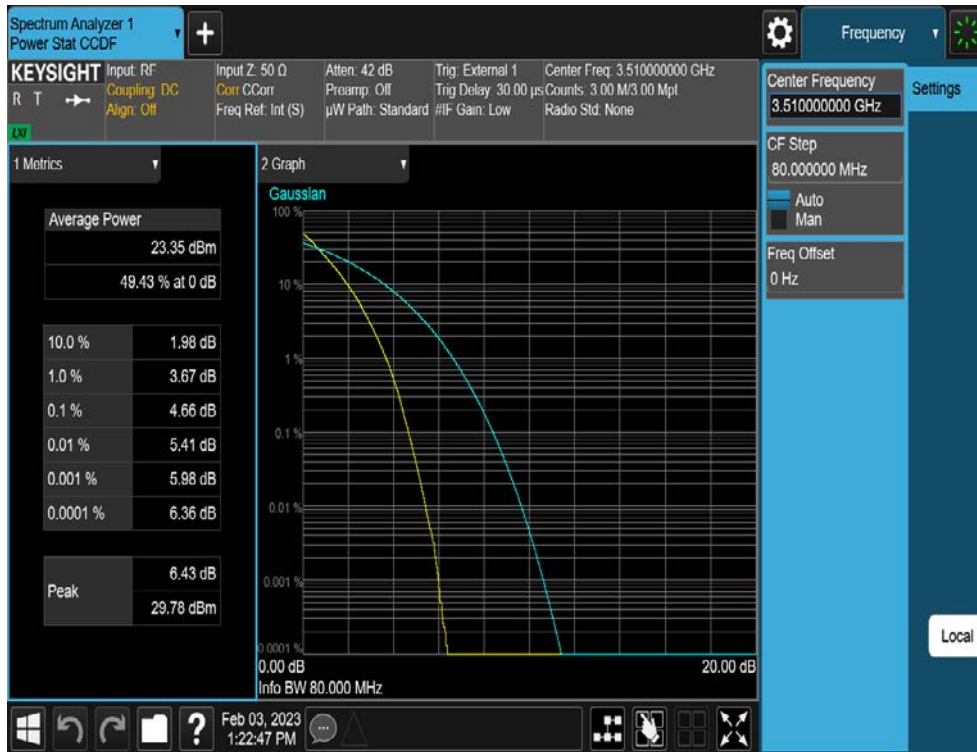 Spectrum Analyzer 1
Power Stat CCDF
+
Frequency
KEYSIGHT
R T
LXI
Input: RF
Coupling: DC
Align: Off
Input Z: 50 Ω
Corr CCorr
Freq Ref: Int (S)
Atten: 42 dB
Preamp: Off
µW Path: Standard
Trig: External 1
Trig Delay: 30.00 µs
#IF Gain: Low
Center Freq: 3.510000000 GHz
Counts: 3.00 M/3.00 Mpt
Radio Std: None
Center Frequency
3.510000000 GHz
Settings
CF Step
80.000000 MHz
Auto
Man
Freq Offset
0 Hz
Local
1 Metrics
Average Power
23.35 dBm
49.43 % at 0 dB
10.0 % 1.98 dB
1.0 % 3.67 dB
0.1 % 4.66 dB
0.01 % 5.41 dB
0.001 % 5.98 dB
0.0001 % 6.36 dB
Peak
6.43 dB
29.78 dBm
2 Graph
Gaussian
100 %
10 %
1 %
0.1 %
0.01 %
0.001 %
0.0001 %
0.00 dB 20.00 dB
Info BW 80.000 MHz
?
Feb 03, 2023
1:22:47 PM